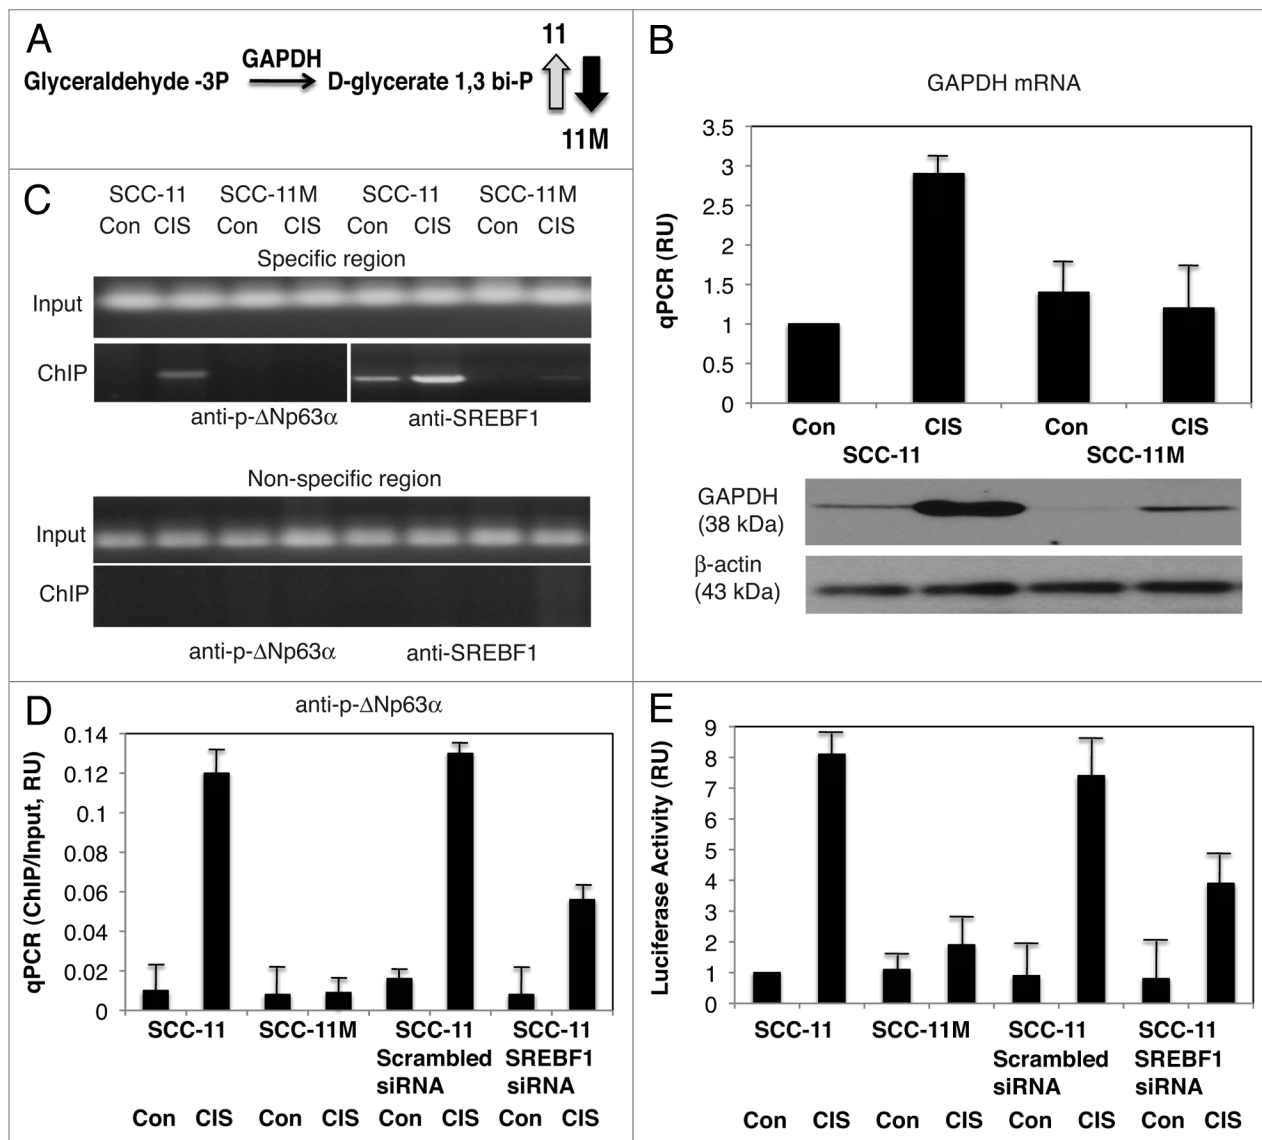 A
11
GAPDH
Glyceraldehyde -3P
D-glycerate 1,3 bi-P
11M
B
GAPDH mRNA
3.5
3
2.5
2
1.5
1
0.5
0
qPCR (RU)
Con CIS Con CIS
SCC-11 SCC-11M
GAPDH
(38 kDa)
β-actin
(43 kDa)
C
SCC-11 SCC-11M SCC-11 SCC-11M
Con CIS Con CIS Con CIS Con CIS
Specific region
Input
ChIP
anti-p-ΔNp63α anti-SREBF1
Non-specific region
Input
ChIP
anti-p-ΔNp63α anti-SREBF1
D
anti-p-ΔNp63α
0.14
0.12
0.1
0.08
0.06
0.04
0.02
0
qPCR (ChIP/Input, RU)
SCC-11 SCC-11M SCC-11 SCC-11
Scrambled SREBF1
siRNA siRNA
Con CIS Con CIS Con CIS Con CIS
E
9
8
7
6
5
4
3
2
1
0
Luciferase Activity (RU)
SCC-11 SCC-11M SCC-11 SCC-11
Scrambled SREBF1
siRNA siRNA
Con CIS Con CIS Con CIS Con CIS